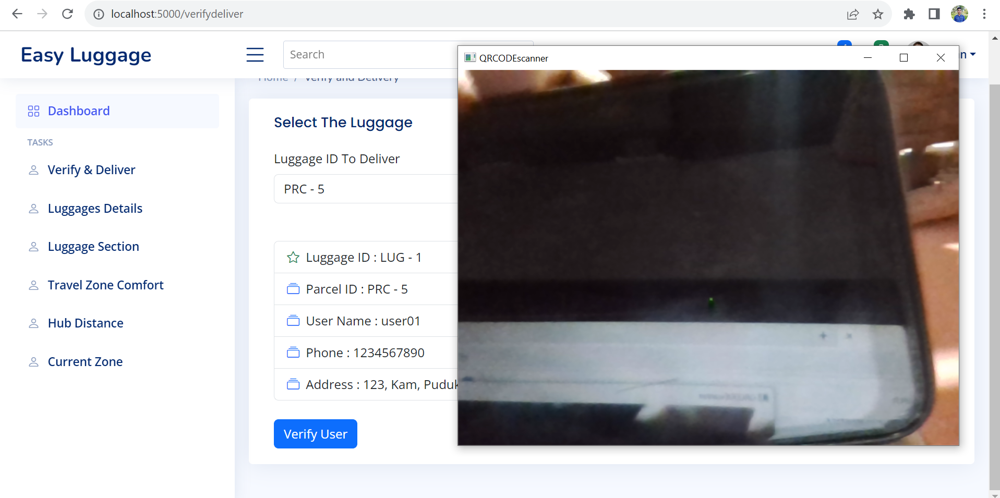 localhost:5000/verifydeliver
Easy Luggage
Search
n
QRCODEscanner
Home / Verify and Delivery
Dashboard
TASKS
Verify & Deliver
Luggages Details
Luggage Section
Travel Zone Comfort
Hub Distance
Current Zone
Select The Luggage
Luggage ID To Deliver
PRC - 5
Luggage ID : LUG - 1
Parcel ID : PRC - 5
User Name : user01
Phone : 1234567890
Address : 123, Kam, Puduk
Verify User